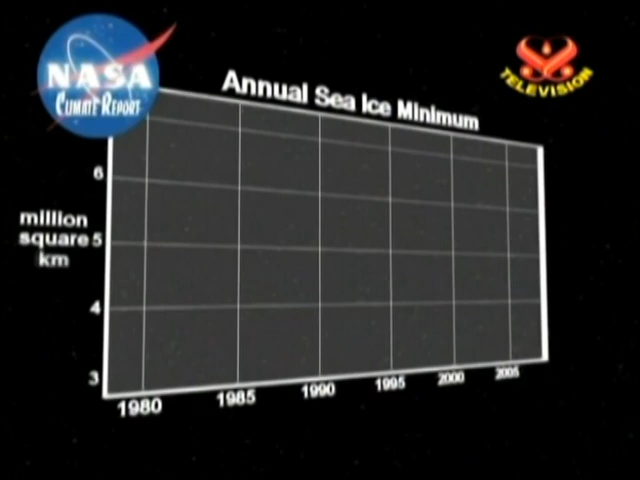 NASA
CLIMATE REPORT
TELEVISION
Annual Sea Ice Minimum
6
million
square 5
km
4
3
1980 1985 1990 1995 2000 2005